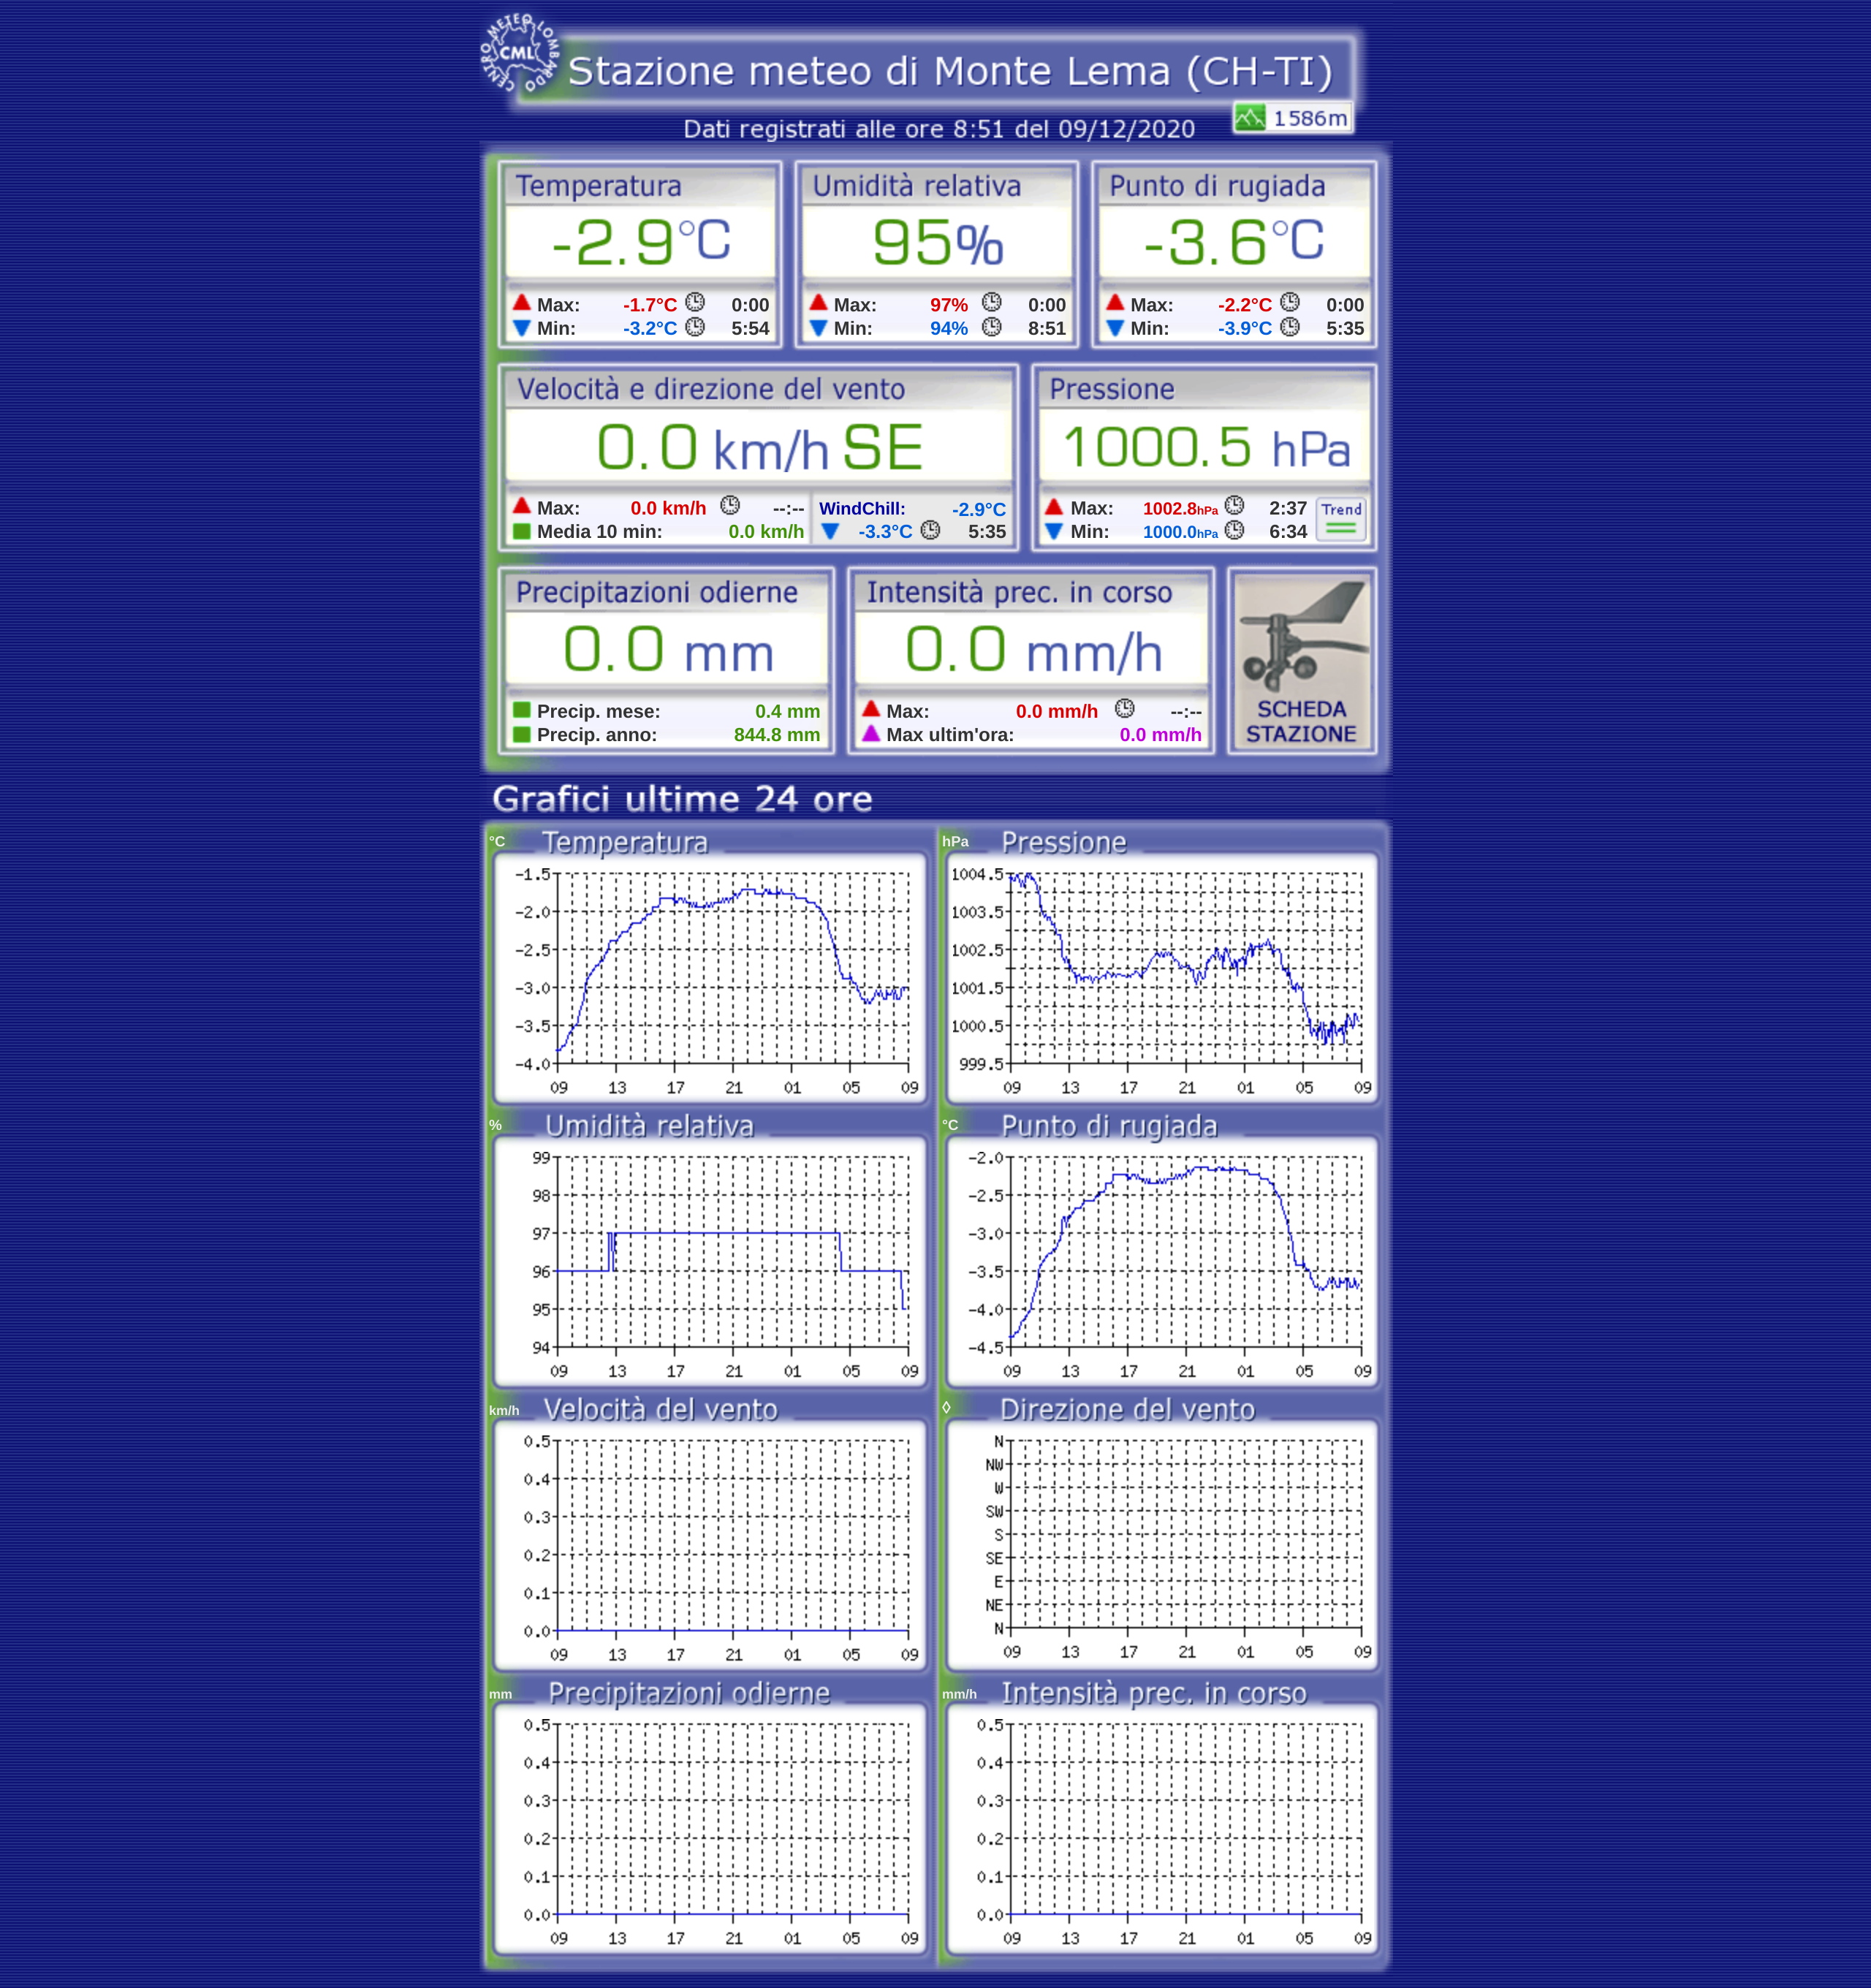 CENTRO METEO LOMBARDO
CML
Stazione meteo di Monte Lema (CH-TI)
1586m
Dati registrati alle ore 8:51 del 09/12/2020
Temperatura
-2.9°C
Max: -1.7°C 0:00
Min: -3.2°C 5:54
Umidità relativa
95%
Max: 97% 0:00
Min: 94% 8:51
Punto di rugiada
-3.6°C
Max: -2.2°C 0:00
Min: -3.9°C 5:35
Velocità e direzione del vento
0.0 km/h SE
Max: 0.0 km/h --:--
Media 10 min: 0.0 km/h
WindChill: -2.9°C
-3.3°C 5:35
Pressione
1000.5 hPa
Max: 1002.8hPa 2:37
Min: 1000.0hPa 6:34
Trend
Precipitazioni odierne
0.0 mm
Precip. mese: 0.4 mm
Precip. anno: 844.8 mm
Intensità prec. in corso
0.0 mm/h
Max: 0.0 mm/h --:--
Max ultim'ora: 0.0 mm/h
SCHEDA
STAZIONE
Grafici ultime 24 ore
°C Temperatura
-1.5
-2.0
-2.5
-3.0
-3.5
-4.0
09 13 17 21 01 05 09
hPa Pressione
1004.5
1003.5
1002.5
1001.5
1000.5
999.5
09 13 17 21 01 05 09
% Umidità relativa
99
98
97
96
95
94
09 13 17 21 01 05 09
°C Punto di rugiada
-2.0
-2.5
-3.0
-3.5
-4.0
-4.5
09 13 17 21 01 05 09
km/h Velocità del vento
0.5
0.4
0.3
0.2
0.1
0.0
09 13 17 21 01 05 09
◊ Direzione del vento
N
NW
W
SW
S
SE
E
NE
N
09 13 17 21 01 05 09
mm Precipitazioni odierne
0.5
0.4
0.3
0.2
0.1
0.0
09 13 17 21 01 05 09
mm/h Intensità prec. in corso
0.5
0.4
0.3
0.2
0.1
0.0
09 13 17 21 01 05 09